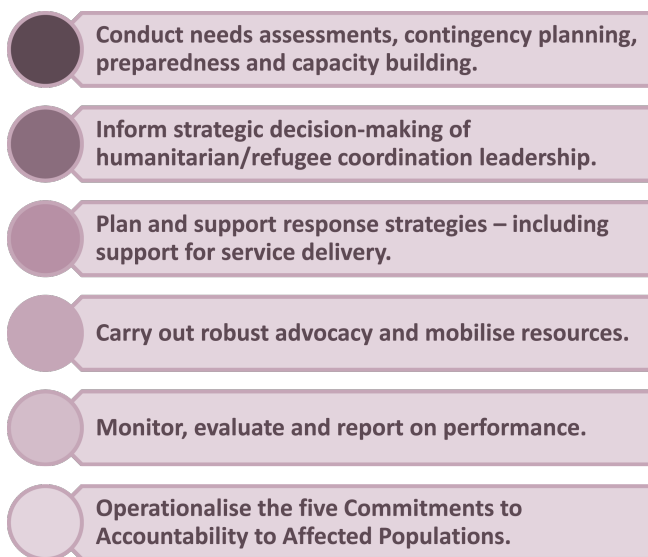 Conduct needs assessments, contingency planning,
preparedness and capacity building.
Inform strategic decision-making of
humanitarian/refugee coordination leadership.
Plan and support response strategies – including
support for service delivery.
Carry out robust advocacy and mobilise resources.
Monitor, evaluate and report on performance.
Operationalise the five Commitments to
Accountability to Affected Populations.